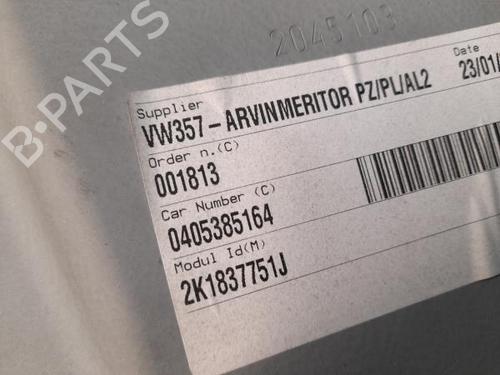 2045103
Supplier
VW357-ARVINMERITOR PZ/PL/AL2
Date
23/01/
Order n.(C)
001813
Car Number (C)
0405385164
Modul Id(M)
2K1837751J
B-PARTS